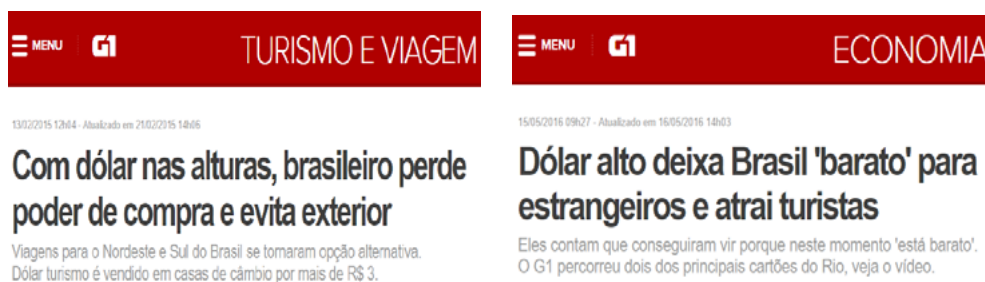 MENU G1 TURISMO E VIAGEM
13/02/2015 12h04 - Atualizado em 21/02/2015 14h06
Com dólar nas alturas, brasileiro perde
poder de compra e evita exterior
Viagens para o Nordeste e Sul do Brasil se tornaram opção alternativa.
Dólar turismo é vendido em casas de câmbio por mais de R$ 3.
MENU G1 ECONOMIA
15/05/2016 09h27 - Atualizado em 16/05/2016 14h03
Dólar alto deixa Brasil 'barato' para
estrangeiros e atrai turistas
Eles contam que conseguiram vir porque neste momento 'está barato'.
O G1 percorreu dois dos principais cartões do Rio, veja o vídeo.